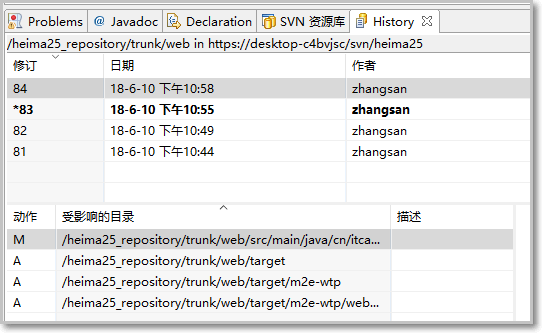 Problems @ Javadoc Declaration SVN 资源库 History
/heima25_repository/trunk/web in https://desktop-c4bvjsc/svn/heima25
修订 日期 作者
84 18-6-10 下午10:58 zhangsan
*83 18-6-10 下午10:55 zhangsan
82 18-6-10 下午10:49 zhangsan
81 18-6-10 下午10:44 zhangsan
动作 受影响的目录 描述
M /heima25_repository/trunk/web/src/main/java/cn/itca...
A /heima25_repository/trunk/web/target
A /heima25_repository/trunk/web/target/m2e-wtp
A /heima25_repository/trunk/web/target/m2e-wtp/web...